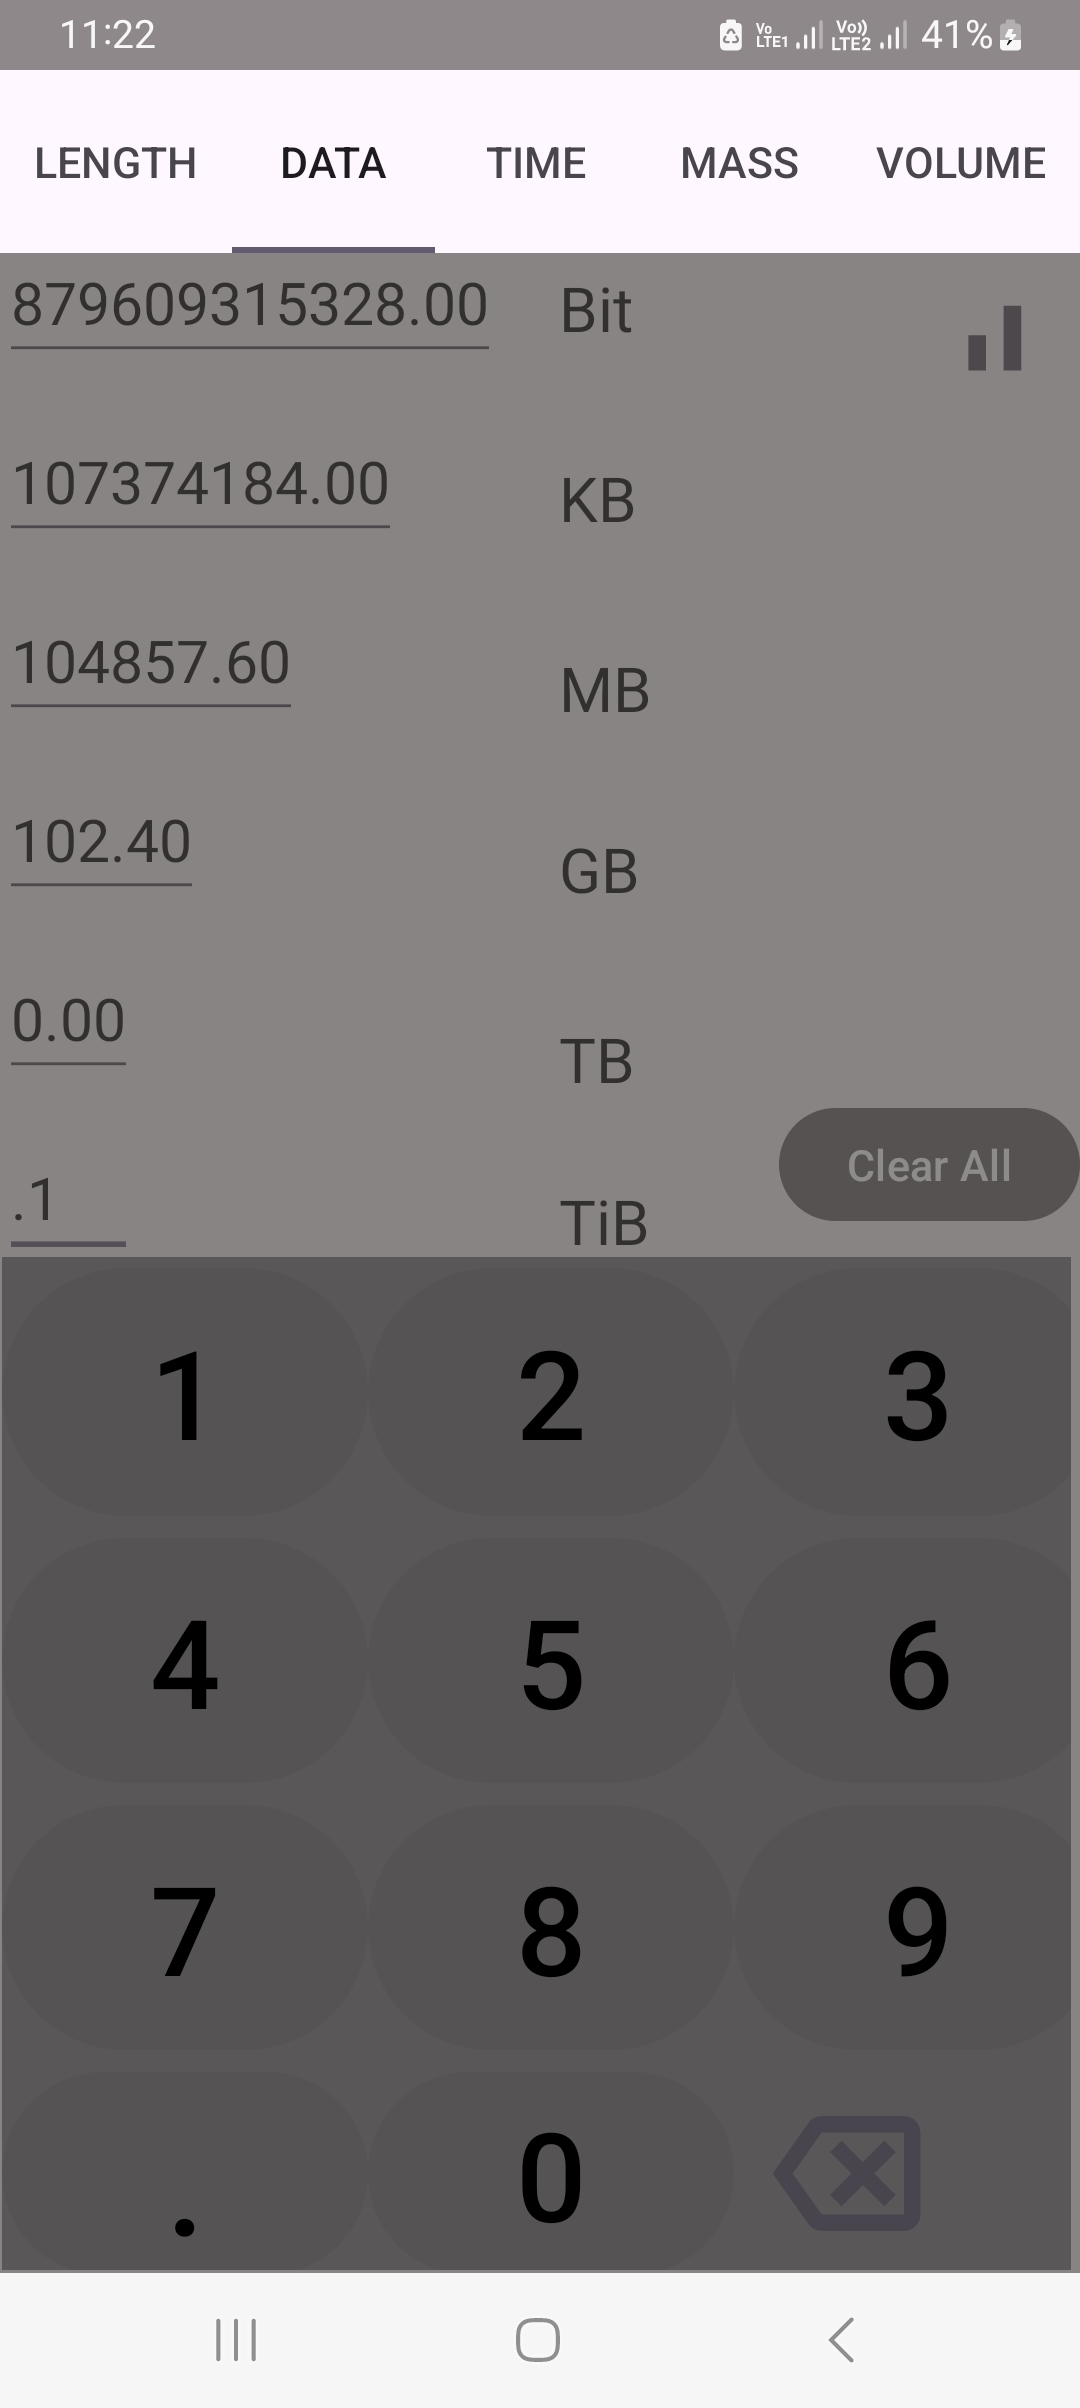 11:22 Vo LTE1 Vo)) LTE2 41%
LENGTH DATA TIME MASS VOLUME
879609315328.00 Bit
107374184.00 KB
104857.60 MB
102.40 GB
0.00 TB
Clear All
.1 TiB
1 2 3
4 5 6
7 8 9
. 0